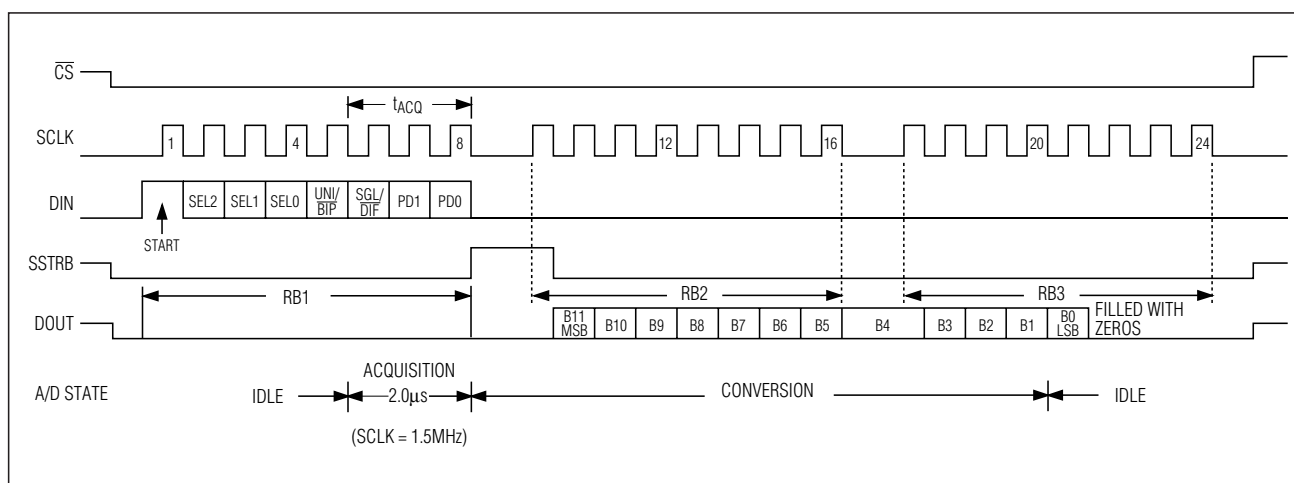 CS
tACQ
SCLK
1
4
8
12
16
20
24
DIN
SEL2
SEL1
SEL0
UNI/
BIP
SGL/
DIF
PD1
PD0
START
SSTRB
RB1
RB2
RB3
DOUT
B11
MSB
B10
B9
B8
B7
B6
B5
B4
B3
B2
B1
B0
LSB
FILLED WITH
ZEROS
A/D STATE
IDLE
ACQUISITION
2.0μs
(SCLK = 1.5MHz)
CONVERSION
IDLE